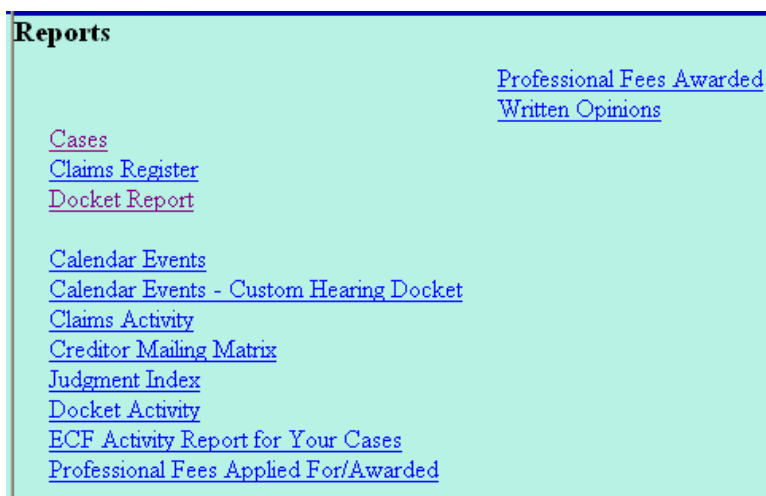 Reports
Professional Fees Awarded
Written Opinions
Cases
Claims Register
Docket Report
Calendar Events
Calendar Events - Custom Hearing Docket
Claims Activity
Creditor Mailing Matrix
Judgment Index
Docket Activity
ECF Activity Report for Your Cases
Professional Fees Applied For/Awarded